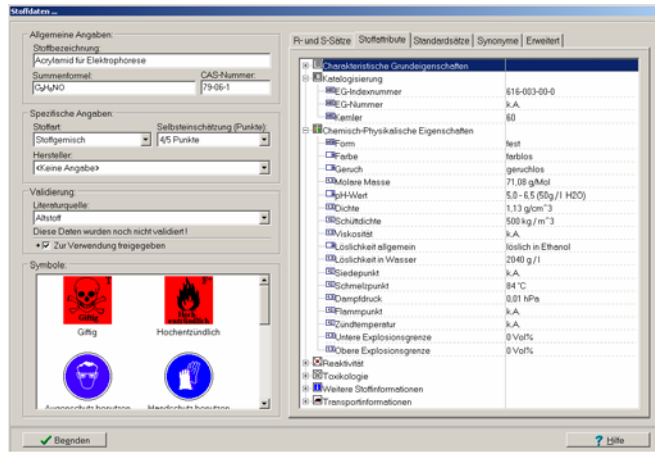 Stoffdaten ...
Allgemeine Angaben:
Stoffbezeichnung:
Acrylamid für Elektrophorese
Summenformel:
CAS-Nummer:
C3H5NO
79-06-1
Spezifische Angaben:
Stoffart:
Selbsteinschätzung (Punkte):
Stoffgemisch
4/5 Punkte
Hersteller:
<Keine Angabe>
Validierung:
Literaturquelle:
Altstoff
Diese Daten wurden noch nicht validiert!
Zur Verwendung freigegeben
Symbole:
T
F+
Giftig
Hoch
entzündlich
Giftig
Hochentzündlich
Augenschutz benutzen
Handschutz benutzen
R- und S-Sätze
Stoffattribute
Standardsätze
Synonyme
Erweitert
Charakteristische Grundeigenschaften
Katalogisierung
EG-Indexnummer 616-003-00-0
EG-Nummer k.A.
Kemler 60
Chemisch-Physikalische Eigenschaften
Form fest
Farbe farblos
Geruch geruchlos
Molare Masse 71,08 g/Mol
pH-Wert 5,0 - 6,5 (50g / l H2O)
Dichte 1,13 g/cm^3
Schüttdichte 500 kg / m^3
Viskosität k.A.
Löslichkeit allgemein löslich in Ethanol
Löslichkeit in Wasser 2040 g / l
Siedepunkt k.A.
Schmelzpunkt 84 °C
Dampfdruck 0,01 hPa
Flammpunkt k.A.
Zündtemperatur k.A.
Untere Explosionsgrenze 0 Vol%
Obere Explosionsgrenze 0 Vol%
Reaktivität
Toxikologie
Weitere Stoffinformationen
Transportinformationen
Beenden
Hilfe